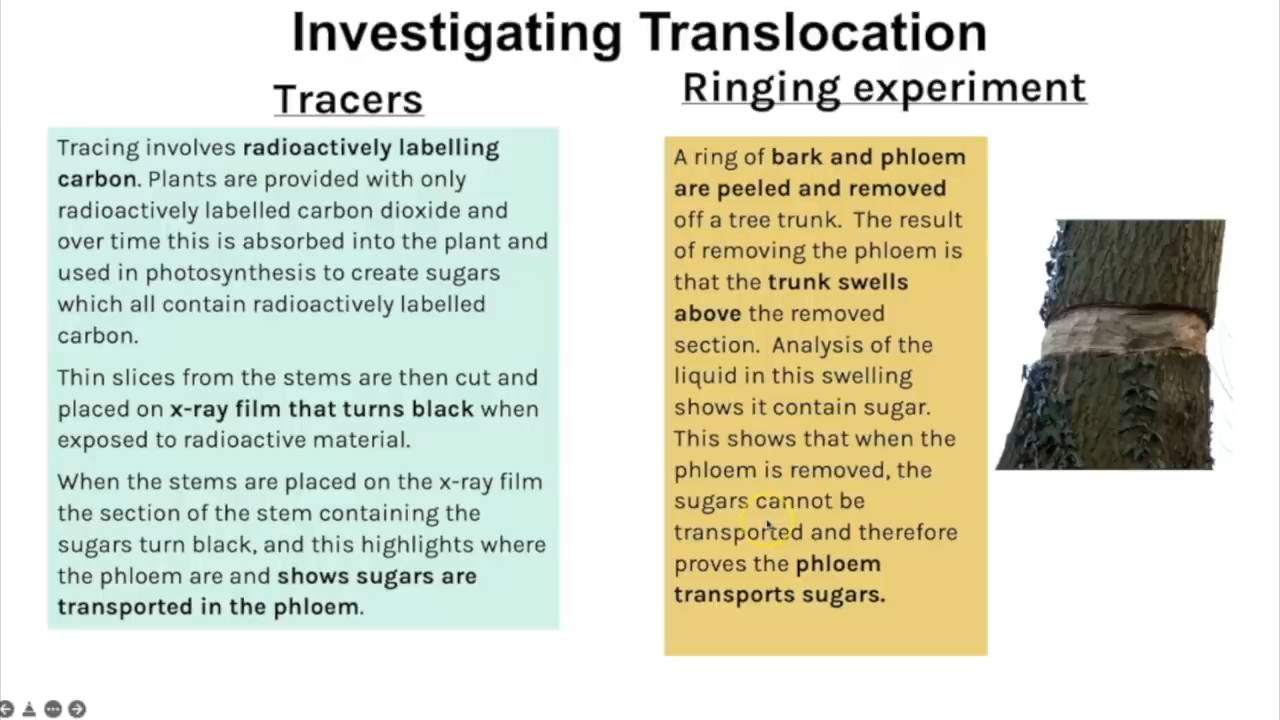 Investigating Translocation
Tracers
Tracing involves radioactively labelling
carbon. Plants are provided with only
radioactively labelled carbon dioxide and
over time this is absorbed into the plant and
used in photosynthesis to create sugars
which all contain radioactively labelled
carbon.
Thin slices from the stems are then cut and
placed on x-ray film that turns black when
exposed to radioactive material.
When the stems are placed on the x-ray film
the section of the stem containing the
sugars turn black, and this highlights where
the phloem are and shows sugars are
transported in the phloem.
Ringing experiment
A ring of bark and phloem
are peeled and removed
off a tree trunk. The result
of removing the phloem is
that the trunk swells
above the removed
section. Analysis of the
liquid in this swelling
shows it contain sugar.
This shows that when the
phloem is removed, the
sugars cannot be
transported and therefore
proves the phloem
transports sugars.